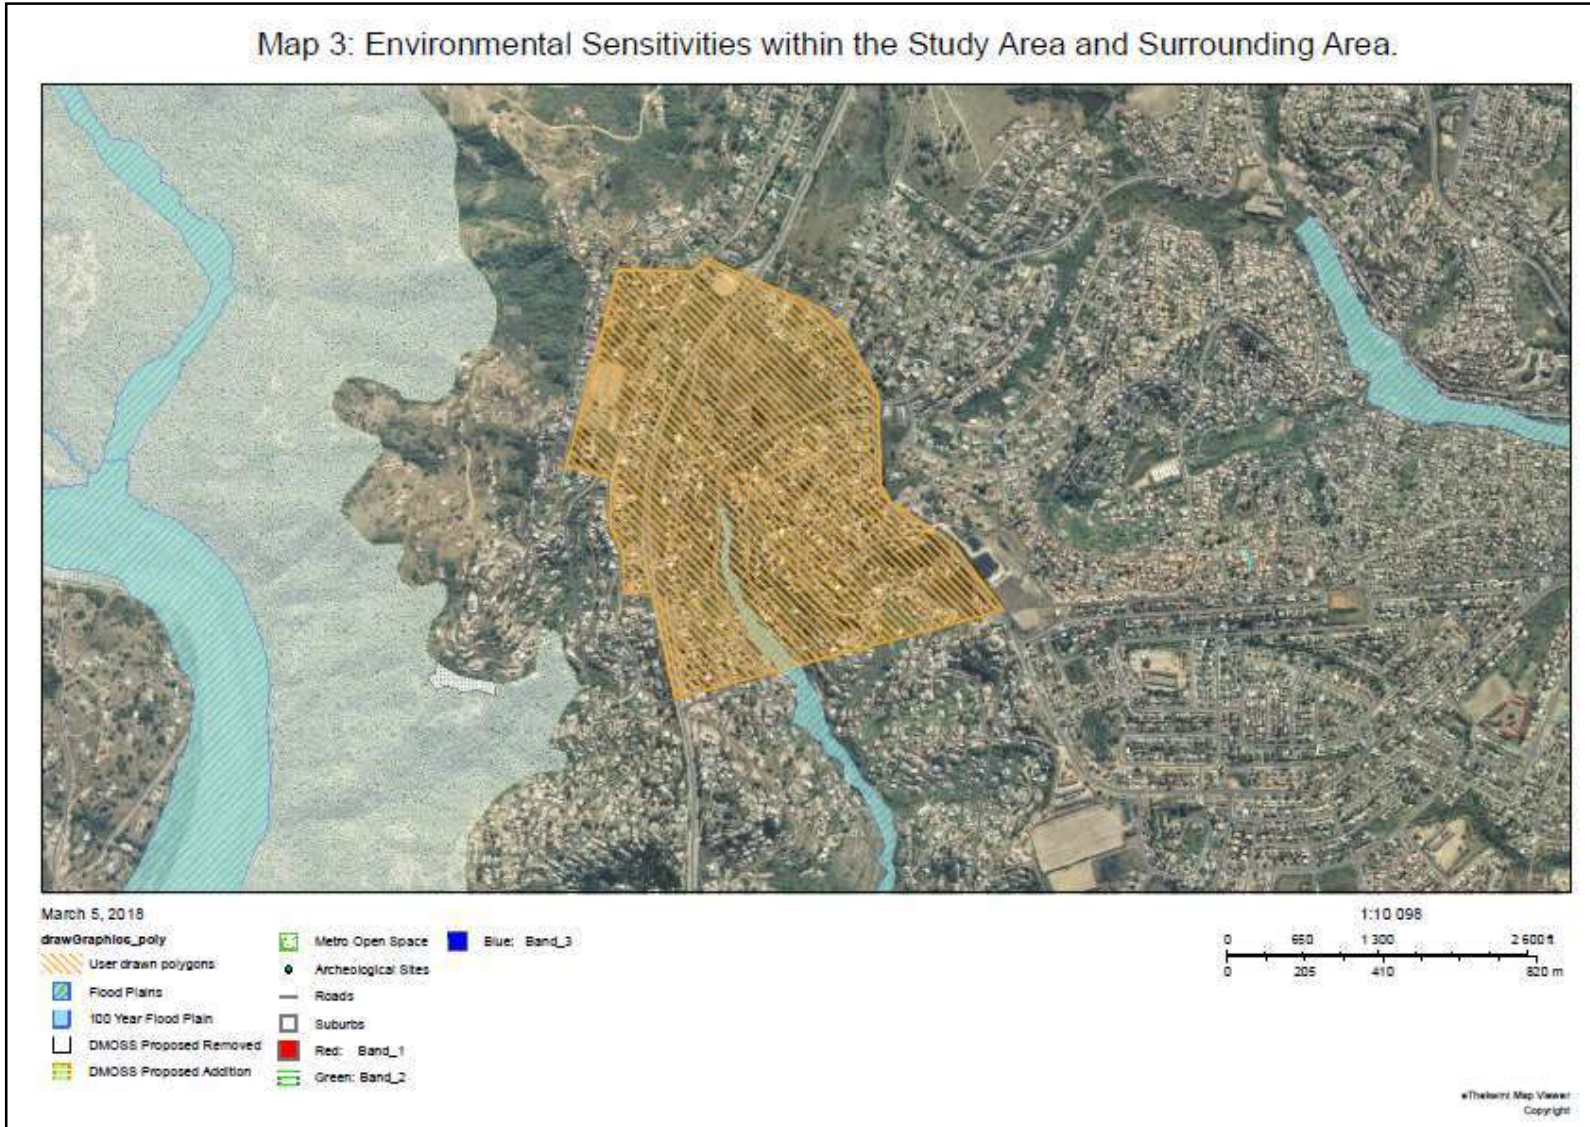 Map 3: Environmental Sensitivities within the Study Area and Surrounding Area.
March 5, 2018
drawGraphics_poly
User drawn polygons
Flood Plains
100 Year Flood Plain
DMOSS Proposed Removed
DMOSS Proposed Addition
Metro Open Space
Archeological Sites
Roads
Suburbs
Red: Band_1
Green: Band_2
Blue: Band_3
1:10 098
0 650 1 300 2 600 ft
0 205 410 820 m
eThekwini Map Viewer
Copyright